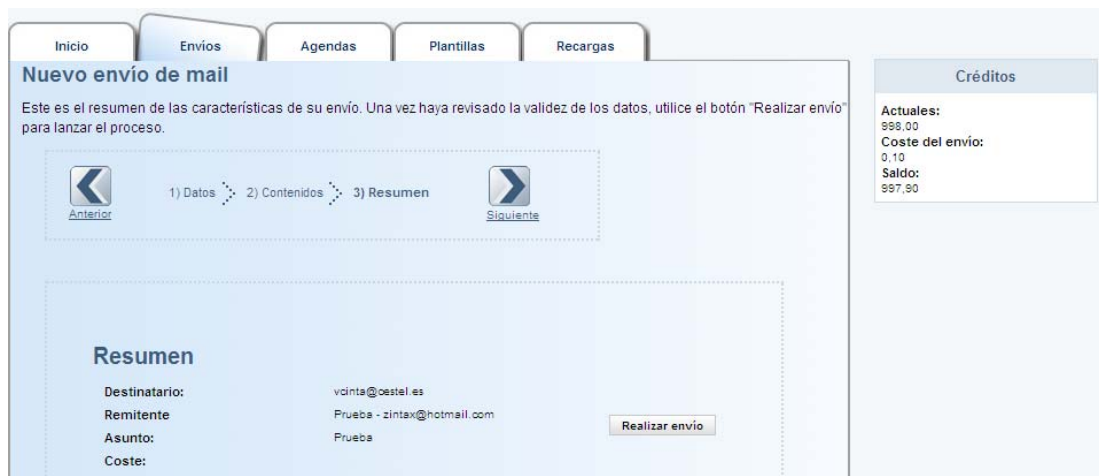 Inicio
Envíos
Agendas
Plantillas
Recargas
Nuevo envío de mail
Este es el resumen de las características de su envío. Una vez haya revisado la validez de los datos, utilice el botón "Realizar envío"
para lanzar el proceso.
Anterior
1) Datos
2) Contenidos
3) Resumen
Siguiente
Resumen
Destinatario: vcinta@oestel.es
Remitente Prueba - zintax@hotmail.com
Asunto: Prueba
Coste:
Realizar envío
Créditos
Actuales:
998,00
Coste del envío:
0,10
Saldo:
997,90